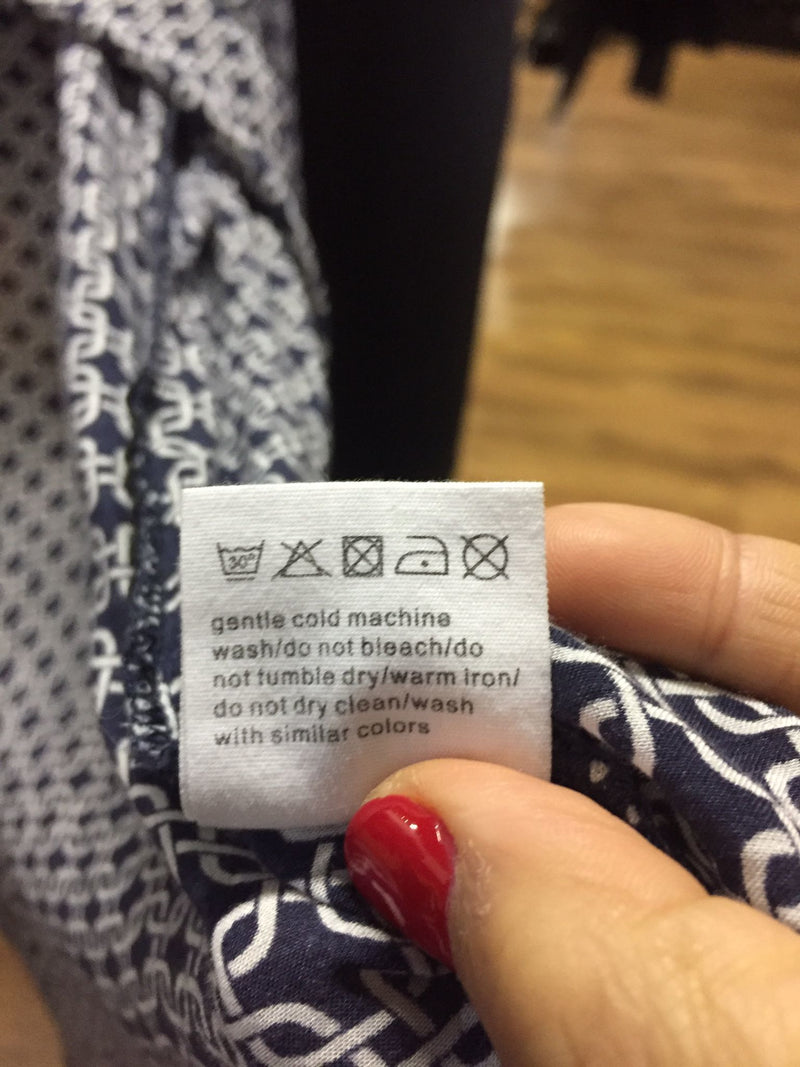 30°
gentle cold machine
wash/do not bleach/do
not tumble dry/warm iron/
do not dry clean/wash
with similar colors